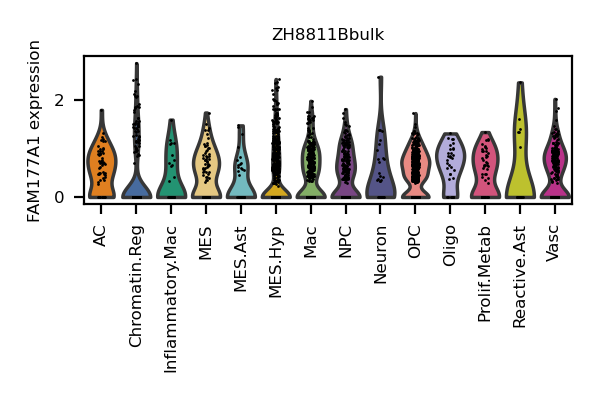 ZH8811Bbulk
FAM177A1 expression
2
0
AC
Chromatin.Reg
Inflammatory.Mac
MES
MES.Ast
MES.Hyp
Mac
NPC
Neuron
OPC
Oligo
Prolif.Metab
Reactive.Ast
Vasc